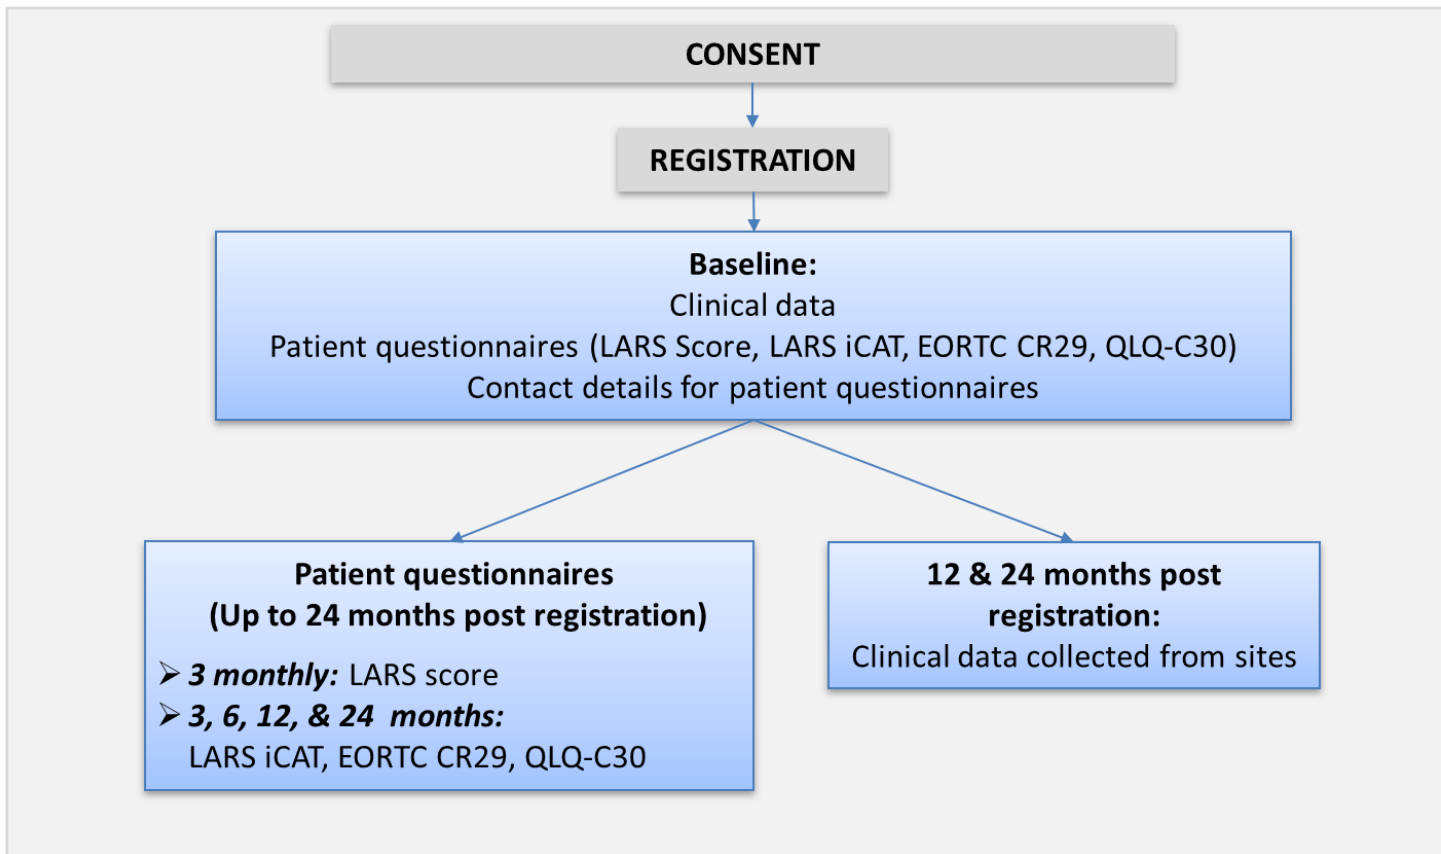 CONSENT
REGISTRATION
Baseline:
Clinical data
Patient questionnaires (LARS Score, LARS iCAT, EORTC CR29, QLQ-C30)
Contact details for patient questionnaires
Patient questionnaires
(Up to 24 months post registration)
➢ 3 monthly: LARS score
➢ 3, 6, 12, & 24 months:
LARS iCAT, EORTC CR29, QLQ-C30
12 & 24 months post
registration:
Clinical data collected from sites